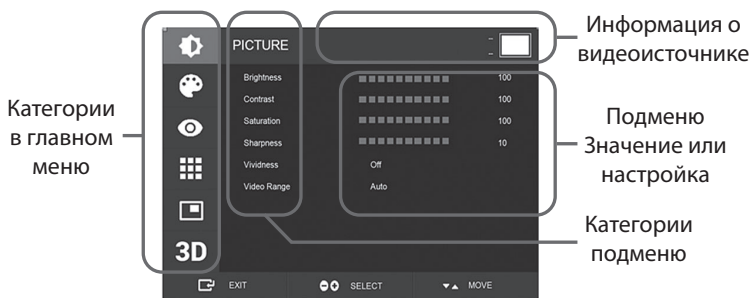 Информация о
видеоисточнике
PICTURE
Brightness 100
Contrast 100
Saturation 100
Sharpness 10
Vividness Off
Video Range Auto
3D
EXIT SELECT MOVE
Категории
в главном
меню
Подменю
Значение или
настройка
Категории
подменю